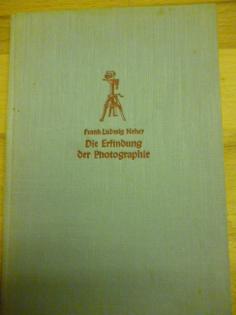 Frank Ludwig Neher
Die Erfindung
der Photographie